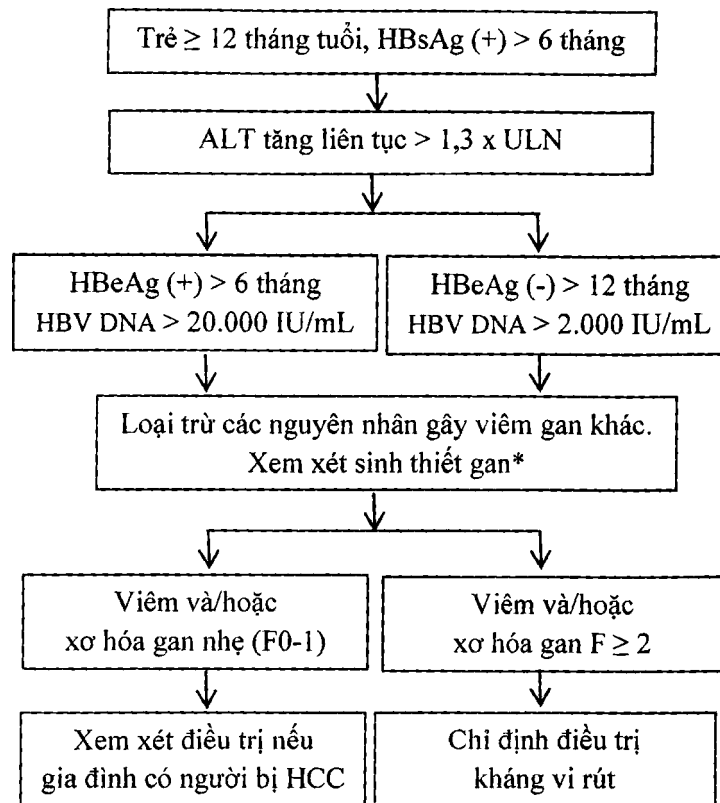 Trẻ ≥ 12 tháng tuổi, HBsAg (+) > 6 tháng
ALT tăng liên tục > 1,3 x ULN
HBeAg (+) > 6 tháng
HBV DNA > 20.000 IU/mL
HBeAg (-) > 12 tháng
HBV DNA > 2.000 IU/mL
Loại trừ các nguyên nhân gây viêm gan khác.
Xem xét sinh thiết gan*
Viêm và/hoặc
xơ hóa gan nhẹ (F0-1)
Viêm và/hoặc
xơ hóa gan F ≥ 2
Xem xét điều trị nếu
gia đình có người bị HCC
Chỉ định điều trị
kháng vi rút